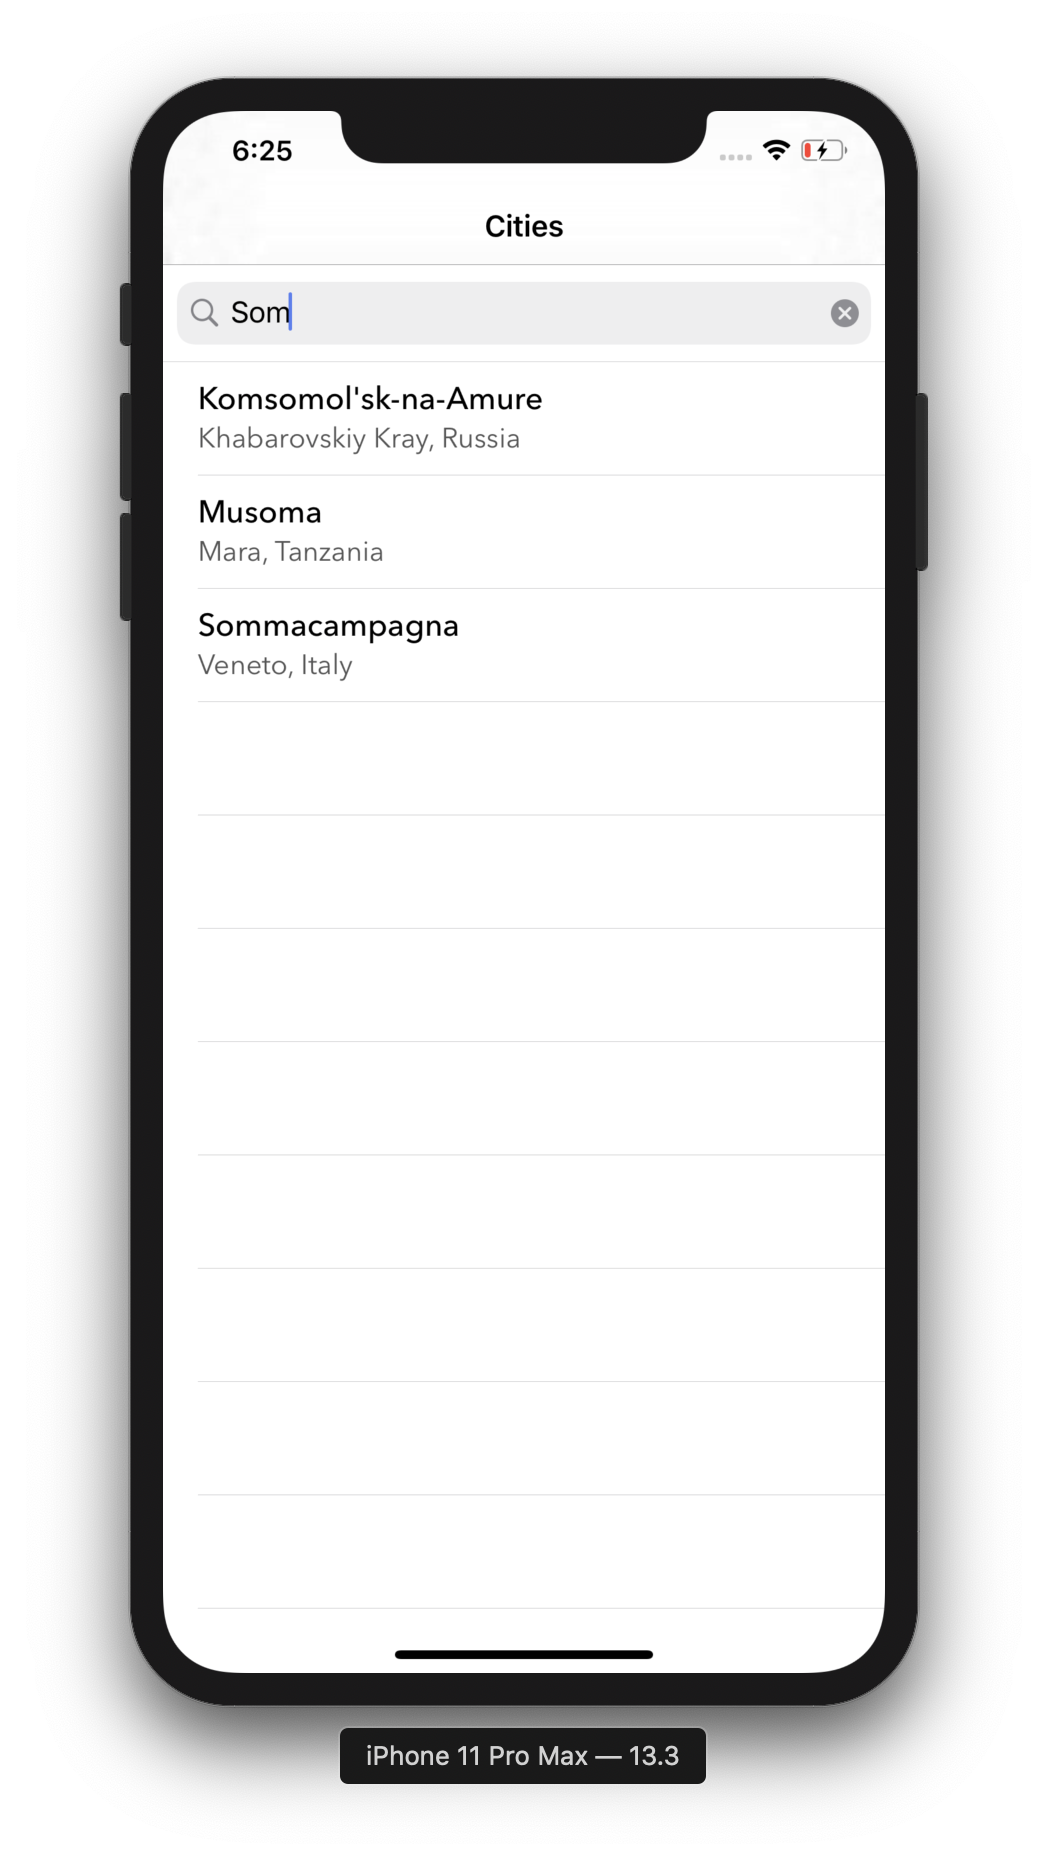 6:25
Cities
Som
Komsomol'sk-na-Amure
Khabarovskiy Kray, Russia
Musoma
Mara, Tanzania
Sommacampagna
Veneto, Italy
iPhone 11 Pro Max — 13.3